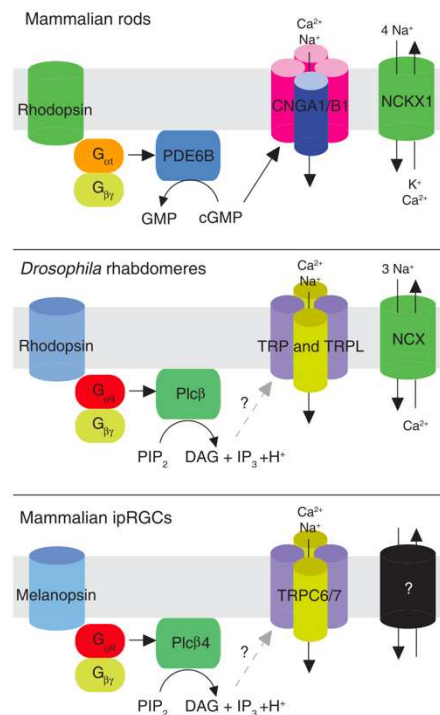 Mammalian rods
Ca²⁺
Na⁺
4 Na⁺
Rhodopsin
CNGA1/B1
NCKX1
Gαt
PDE6B
Gβγ
K⁺
Ca²⁺
GMP
cGMP
Drosophila rhabdomeres
Ca²⁺
Na⁺
3 Na⁺
Rhodopsin
TRP and TRPL
NCX
Gαq
Plcβ
?
Gβγ
Ca²⁺
PIP₂ DAG + IP₃ +H⁺
Mammalian ipRGCs
Ca²⁺
Na⁺
Melanopsin
TRPC6/7
?
Gαq
Plcβ4
?
Gβγ
PIP₂ DAG + IP₃ +H⁺